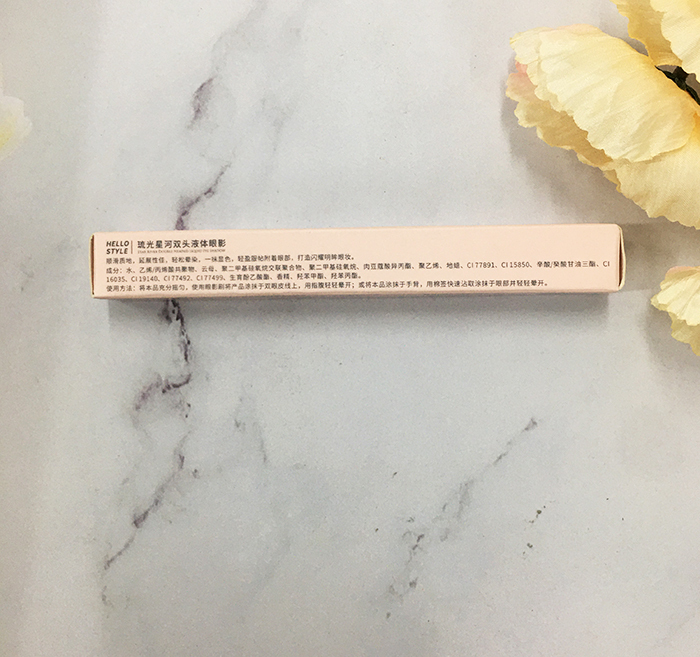 HELLO STYLE
琉光星河双头液体眼影
顺滑质地,延展性佳,轻松晕染,一抹显色,轻盈服帖附着眼部,打造闪耀明眸眼妆。
成分:水、乙烯/丙烯酸共聚物、云母、聚二甲基硅氧烷交联聚合物、聚二甲基硅氧烷、肉豆蔻酸异丙酯、聚乙烯、地蜡、CI 77891、CI 15850、辛酸/癸酸甘油三酯、CI
16035、CI 19140、CI 77492、CI 77499、生育酚乙酸酯、香精、羟苯甲酯、羟苯丙酯。
使用方法:将本品充分摇匀,使用眼影刷将产品涂抹于双眼皮线上,用指腹轻轻晕开;或将本品涂抹于手背,用棉签快速沾取涂抹于眼部并轻轻晕开。